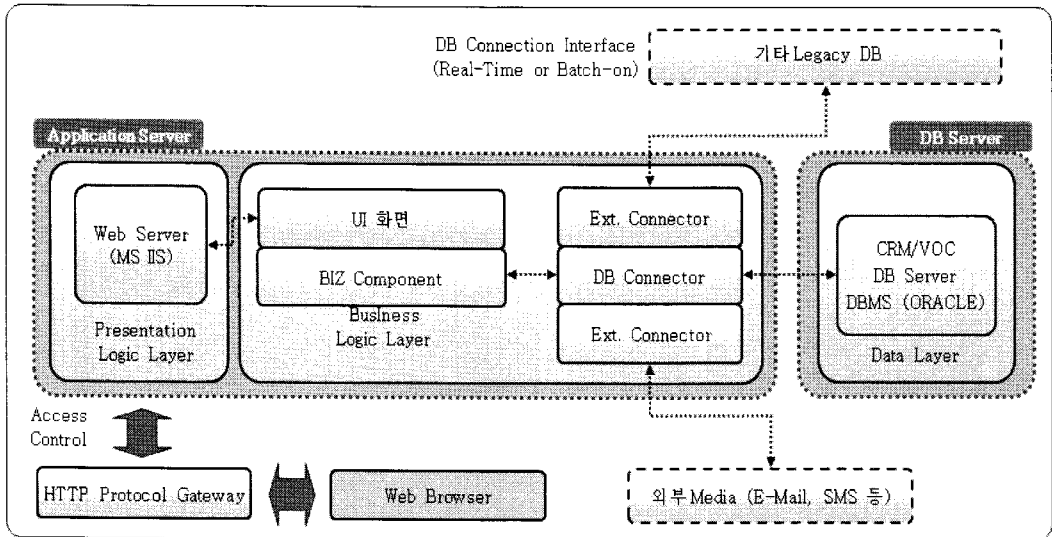 DB Connection Interface
(Real-Time or Batch-on)
기타 Legacy DB
Application Server
DB Server
Web Server
(MS IIS)
Presentation
Logic Layer
UI 화면
BIZ Component
Business
Logic Layer
Ext. Connector
DB Connector
Ext. Connector
CRM/VOC
DB Server
DBMS (ORACLE)
Data Layer
Access
Control
HTTP Protocol Gateway
Web Browser
외부 Media (E-Mail, SMS 등)